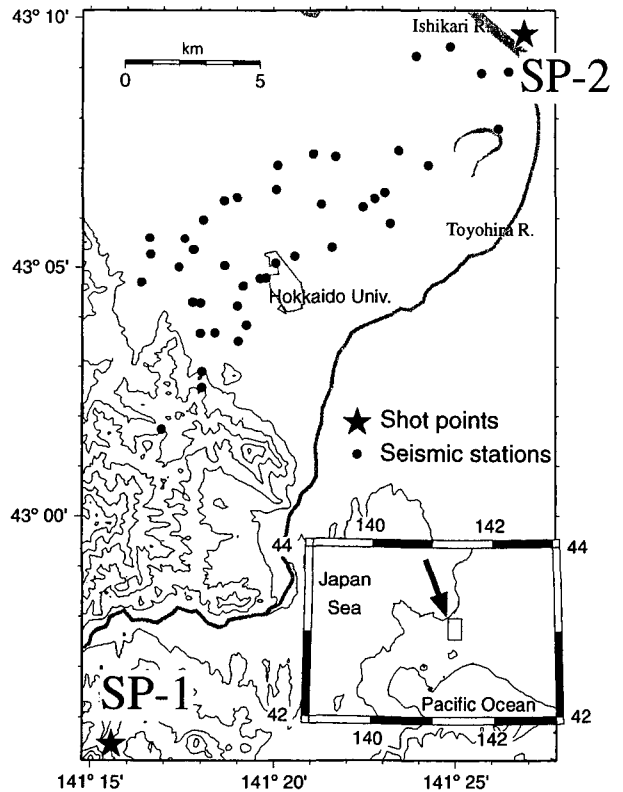 43° 10'
Ishikari R.
km
0 5
SP-2
Toyohira R.
43° 05'
Hokkaido Univ.
Shot points
Seismic stations
43° 00'
140 142
44 44
Japan
Sea
SP-1
Pacific Ocean
42 42
140 142
141° 15' 141° 20' 141° 25'